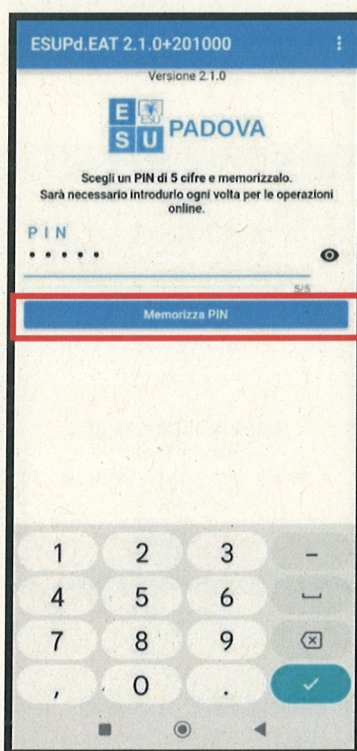 ESUPd.EAT 2.1.0+201000
Versione 2.1.0
E
S U PADOVA
Scegli un PIN di 5 cifre e memorizzalo.
Sarà necessario introdurlo ogni volta per le operazioni
online.
PIN
5/5
Memorizza PIN
1 2 3 –
4 5 6
7 8 9
, 0 .